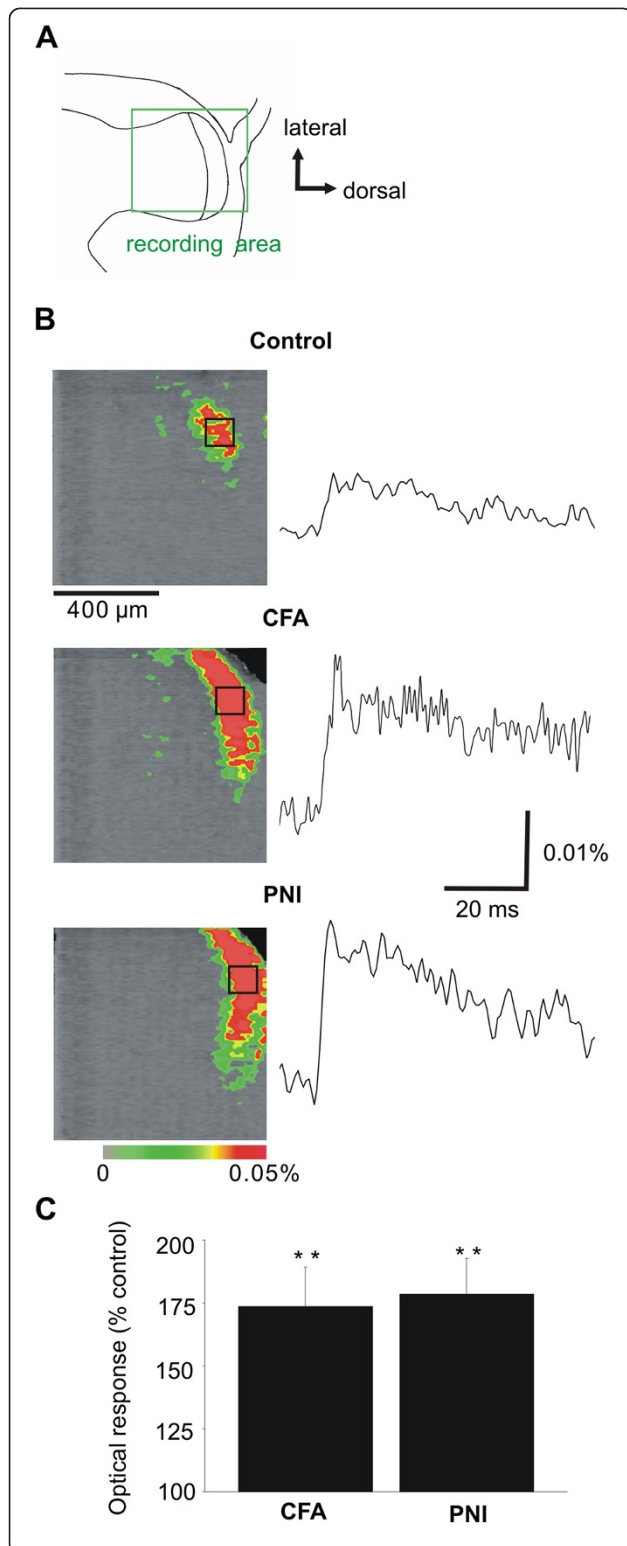 A
lateral
dorsal
recording area
B
Control
400 µm
CFA
0.01%
20 ms
PNI
0 0.05%
C
Optical response (% control)
200
175
150
125
100
** **
CFA PNI